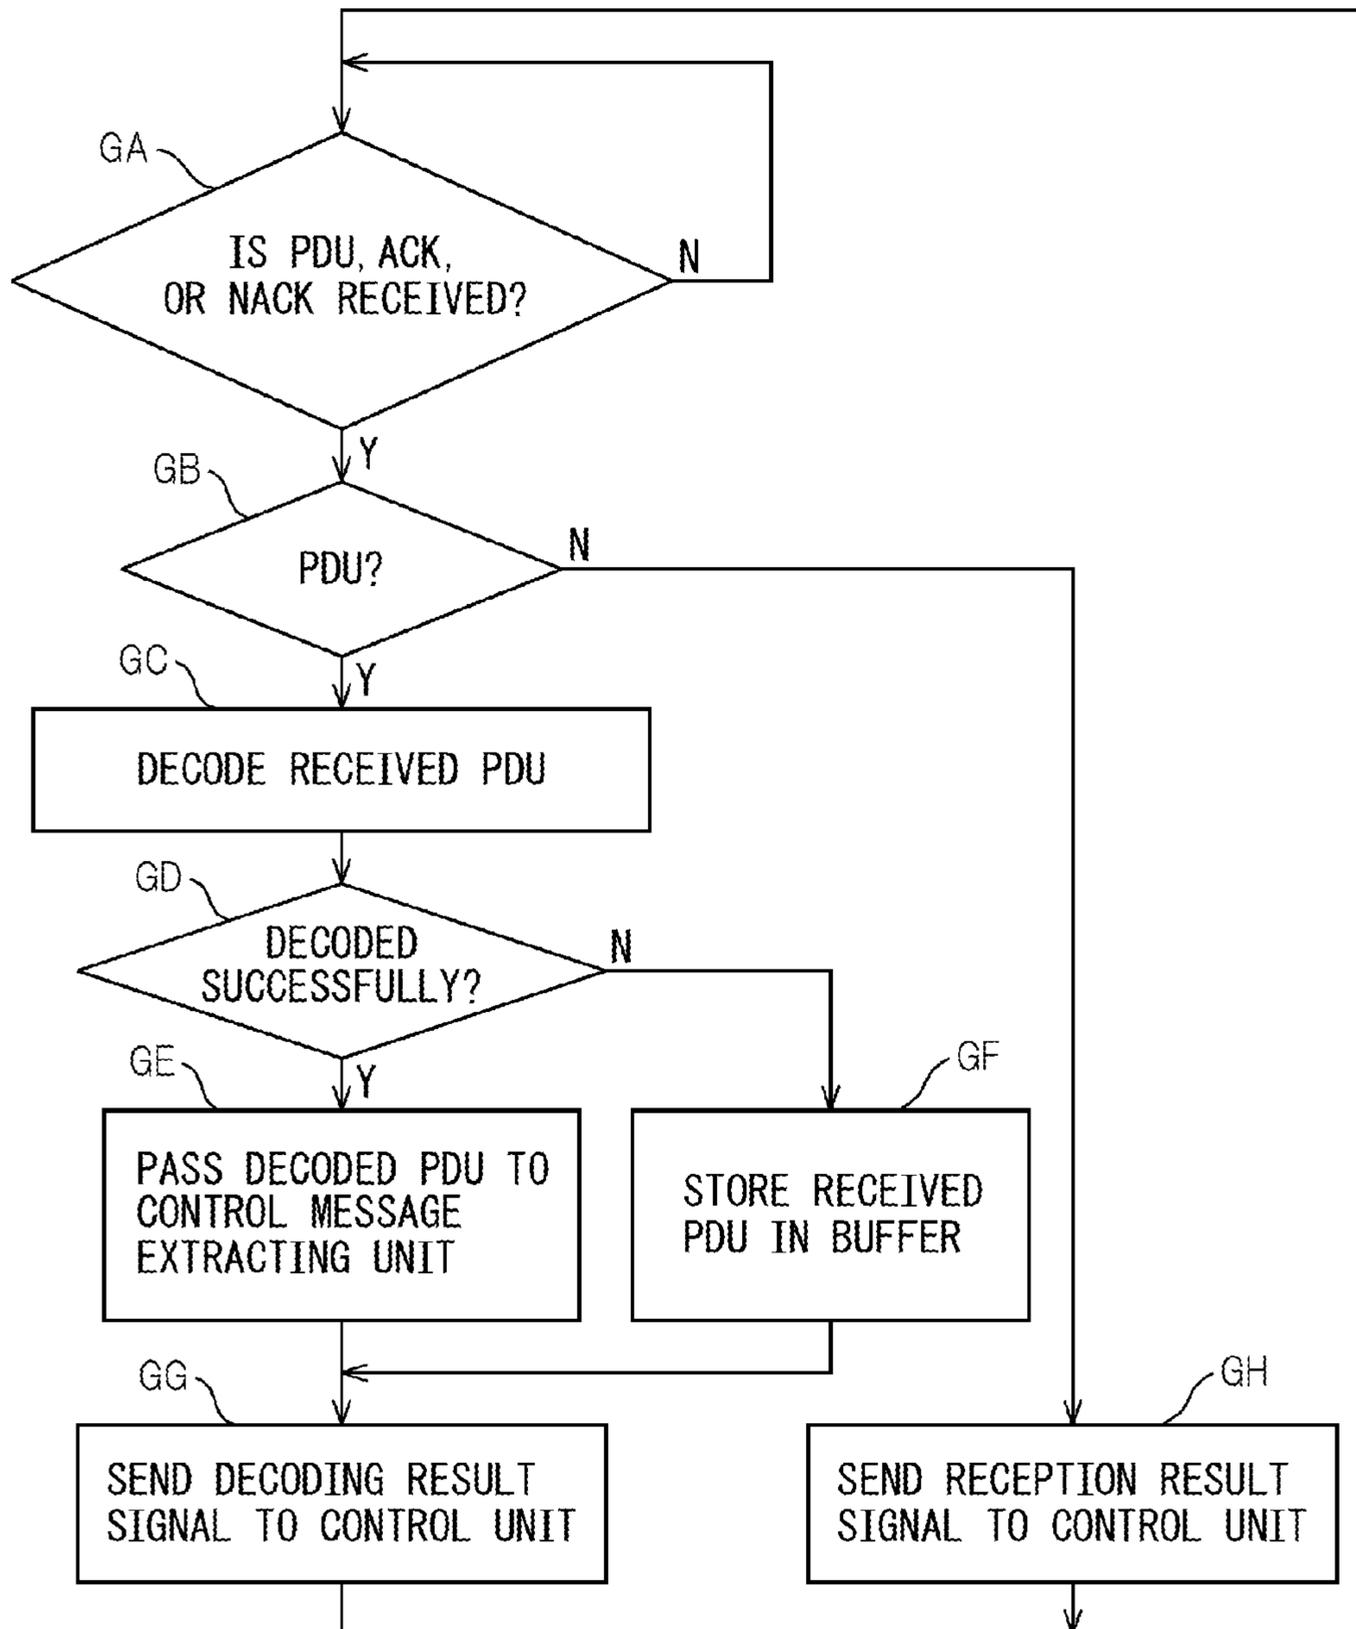 GA
IS PDU, ACK,
OR NACK RECEIVED?
N
Y
GB
PDU?
N
GC
Y
DECODE RECEIVED PDU
GD
DECODED
SUCCESSFULLY?
N
GE
Y
GF
PASS DECODED PDU TO
CONTROL MESSAGE
EXTRACTING UNIT
STORE RECEIVED
PDU IN BUFFER
GG
GH
SEND DECODING RESULT
SIGNAL TO CONTROL UNIT
SEND RECEPTION RESULT
SIGNAL TO CONTROL UNIT